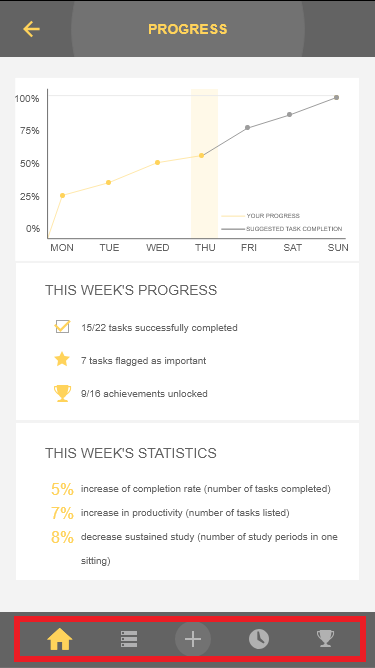 PROGRESS
100%
75%
50%
25%
0%
YOUR PROGRESS
SUGGESTED TASK COMPLETION
MON TUE WED THU FRI SAT SUN
THIS WEEK'S PROGRESS
15/22 tasks successfully completed
7 tasks flagged as important
9/16 achievements unlocked
THIS WEEK'S STATISTICS
5% increase of completion rate (number of tasks completed)
7% increase in productivity (number of tasks listed)
8% decrease sustained study (number of study periods in one
sitting)